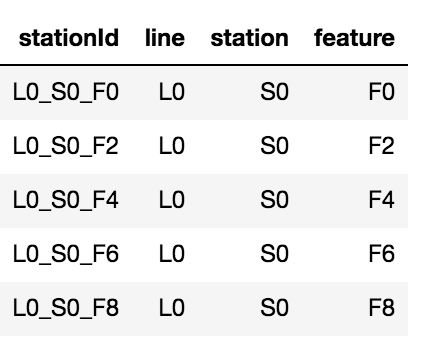 stationId line station feature
L0_S0_F0 L0 S0 F0
L0_S0_F2 L0 S0 F2
L0_S0_F4 L0 S0 F4
L0_S0_F6 L0 S0 F6
L0_S0_F8 L0 S0 F8